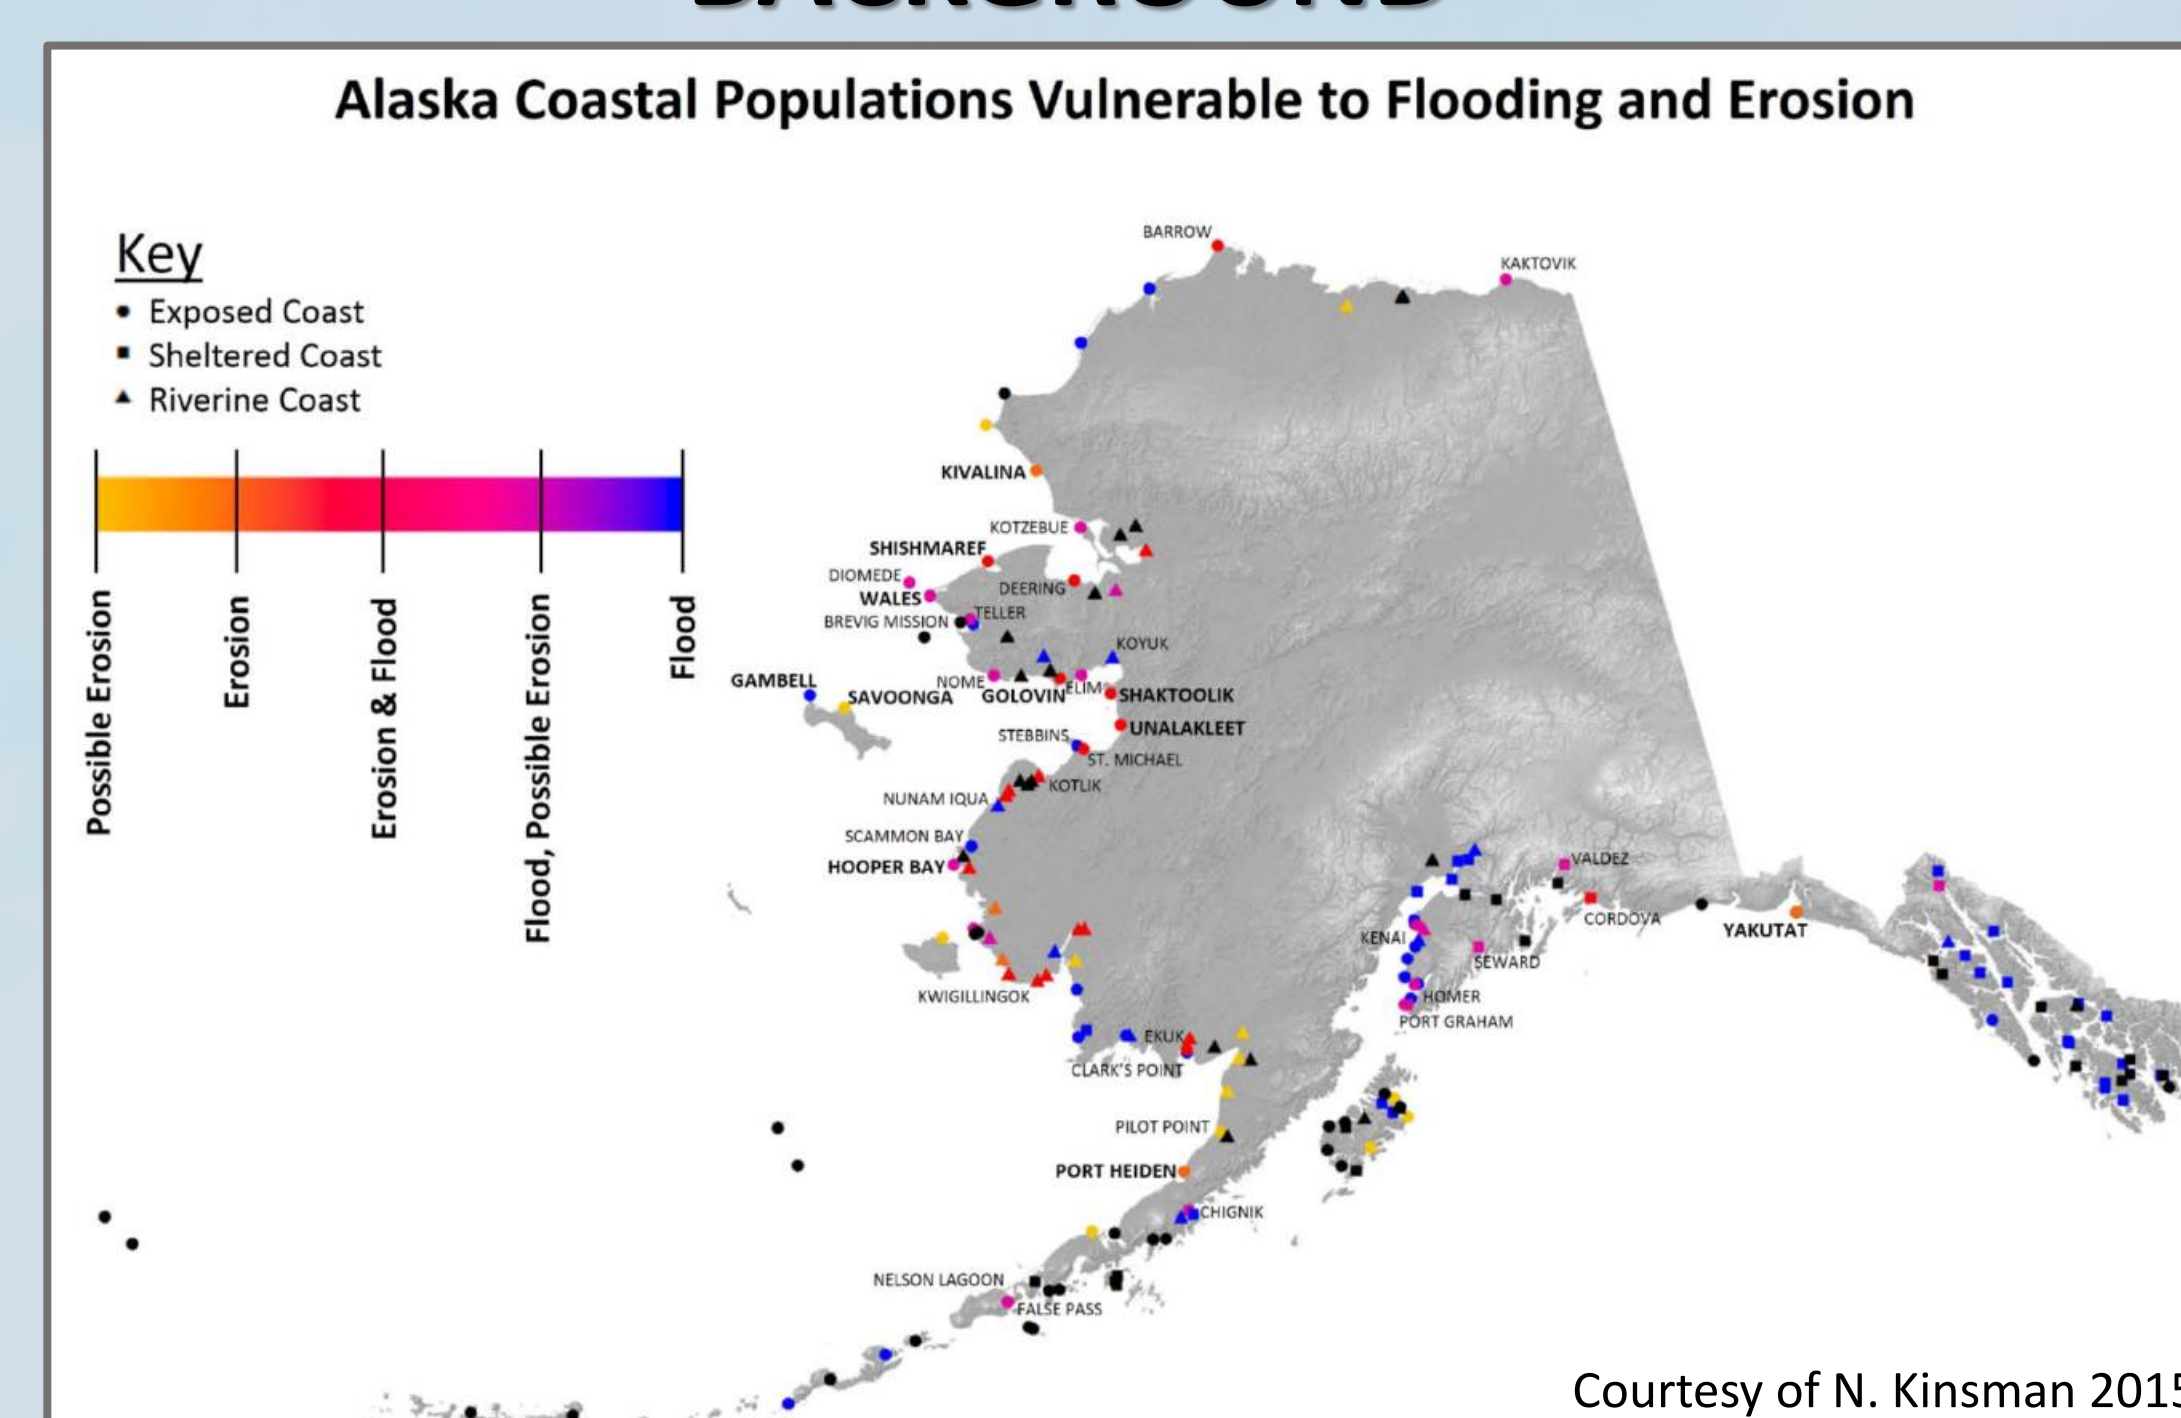 BACKGROUND
Alaska Coastal Populations Vulnerable to Flooding and Erosion
Key
Exposed Coast
Sheltered Coast
Riverine Coast
Possible Erosion
Erosion
Erosion & Flood
Flood, Possible Erosion
Flood
BARROW
KAKTOVIK
KIVALINA
KOTZEBUE
SHISHMAREF
DIOMEDE
DEERING
WALES
TELLER
BREVIG MISSION
KOYUK
GAMBELL
NOME
ELIM
SAVOONGA
GOLOVIN
SHAKTOOLIK
UNALAKLEET
STEBBINS
ST. MICHAEL
KOTLIK
NUNAM IQUA
SCAMMON BAY
HOOPER BAY
VALDEZ
CORDOVA
YAKUTAT
KENAI
SEWARD
KWIGILLINGOK
HOMER
PORT GRAHAM
EKUK
CLARK'S POINT
PILOT POINT
PORT HEIDEN
CHIGNIK
NELSON LAGOON
FALSE PASS
Courtesy of N. Kinsman 2015